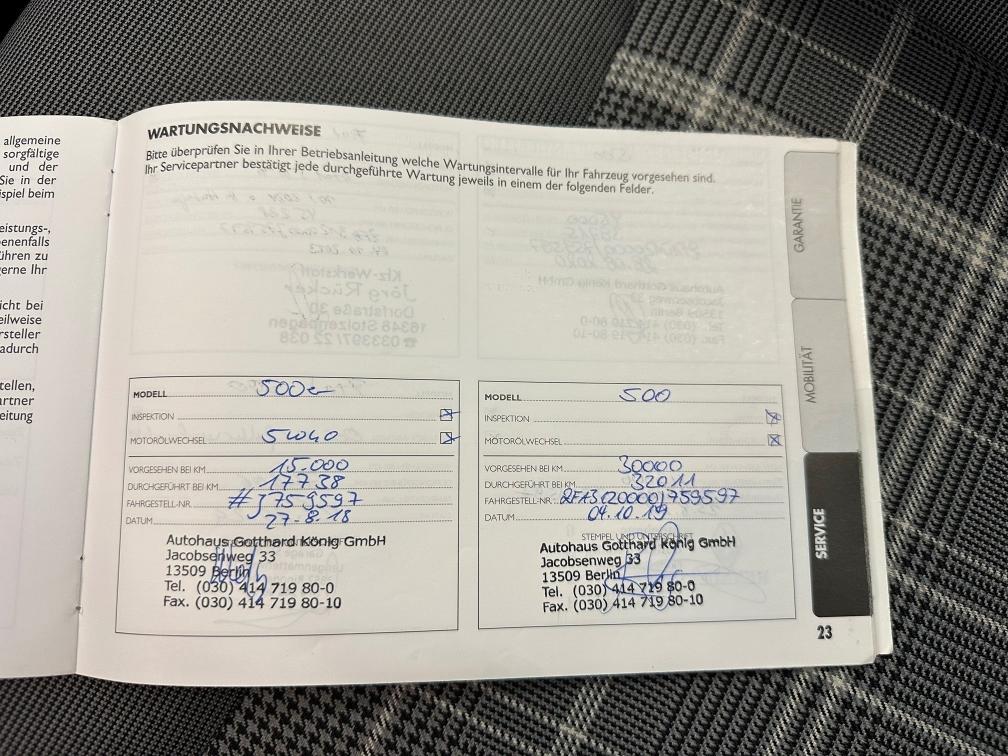 allgemeine
sorgfältige
und der
Sie in der
ispiel beim
eistungs-,
enenfalls
ühren zu
erne Ihr
icht bei
eilweise
rsteller
adurch
tellen,
artner
eitung
WARTUNGSNACHWEISE
Bitte überprüfen Sie in Ihrer Betriebsanleitung welche Wartungsintervalle für Ihr Fahrzeug vorgesehen sind.
Ihr Servicepartner bestätigt jede durchgeführte Wartung jeweils in einem der folgenden Felder.
MODELL 500e
INSPEKTION
MOTORÖLWECHSEL 5W40
VORGESEHEN BEI KM 15.000
DURCHGEFÜHRT BEI KM 17738
FAHRGESTELL-NR. #J759597
DATUM 27-8.18
Autohaus Gotthard König GmbH
Jacobsenweg 33
13509 Berlin
Tel. (030) 414 719 80-0
Fax. (030) 414 719 80-10
MODELL 500
INSPEKTION
MOTORÖLWECHSEL
VORGESEHEN BEI KM 30000
DURCHGEFÜHRT BEI KM 32011
FAHRGESTELL-NR.
DATUM 04.10.19
STEMPEL UND UNTERSCHRIFT
Autohaus Gotthard König GmbH
Jacobsenweg 33
13509 Berlin
Tel. (030) 414 719 80-0
Fax. (030) 414 719 80-10
GARANTIE
MOBILITÄT
SERVICE
23